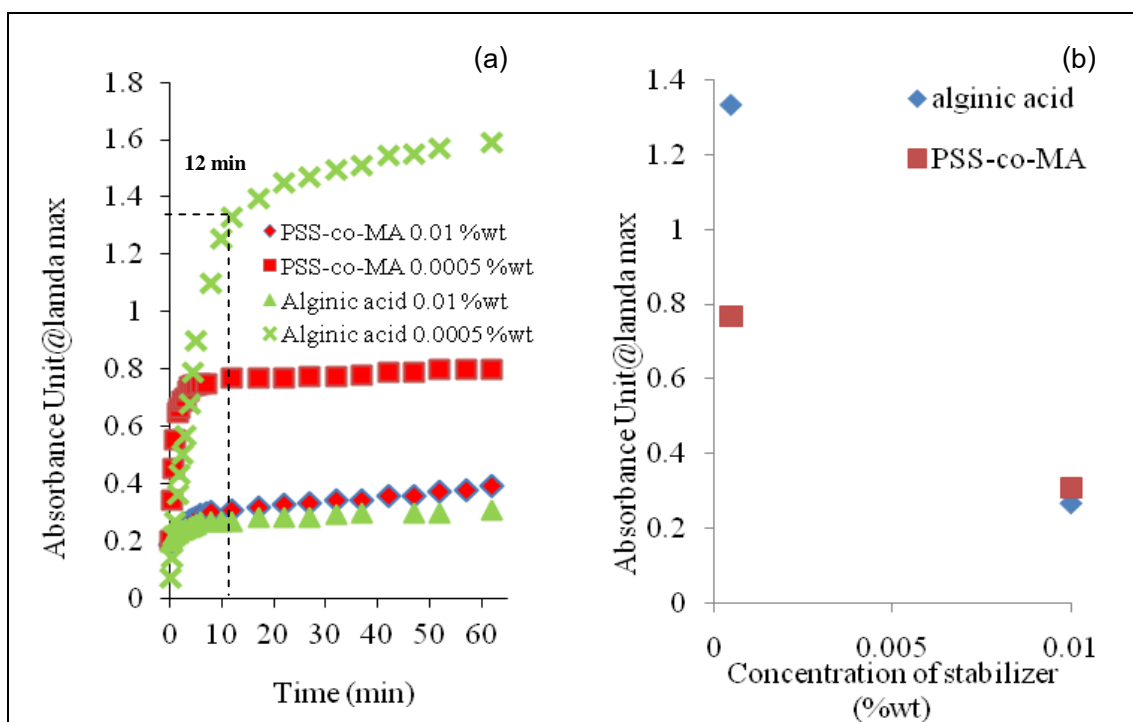 (a)
Absorbance Unit@lamda max
1.8
1.6
1.4
1.2
1
0.8
0.6
0.4
0.2
0
12 min
PSS-co-MA 0.01 %wt
PSS-co-MA 0.0005 %wt
Alginic acid 0.01 %wt
Alginic acid 0.0005 %wt
0 10 20 30 40 50 60
Time (min)
(b)
Absorbance Unit@lamda max
1.4
1.2
1
0.8
0.6
0.4
0.2
0
alginic acid
PSS-co-MA
0 0.005 0.01
Concentration of stabilizer
(%wt)